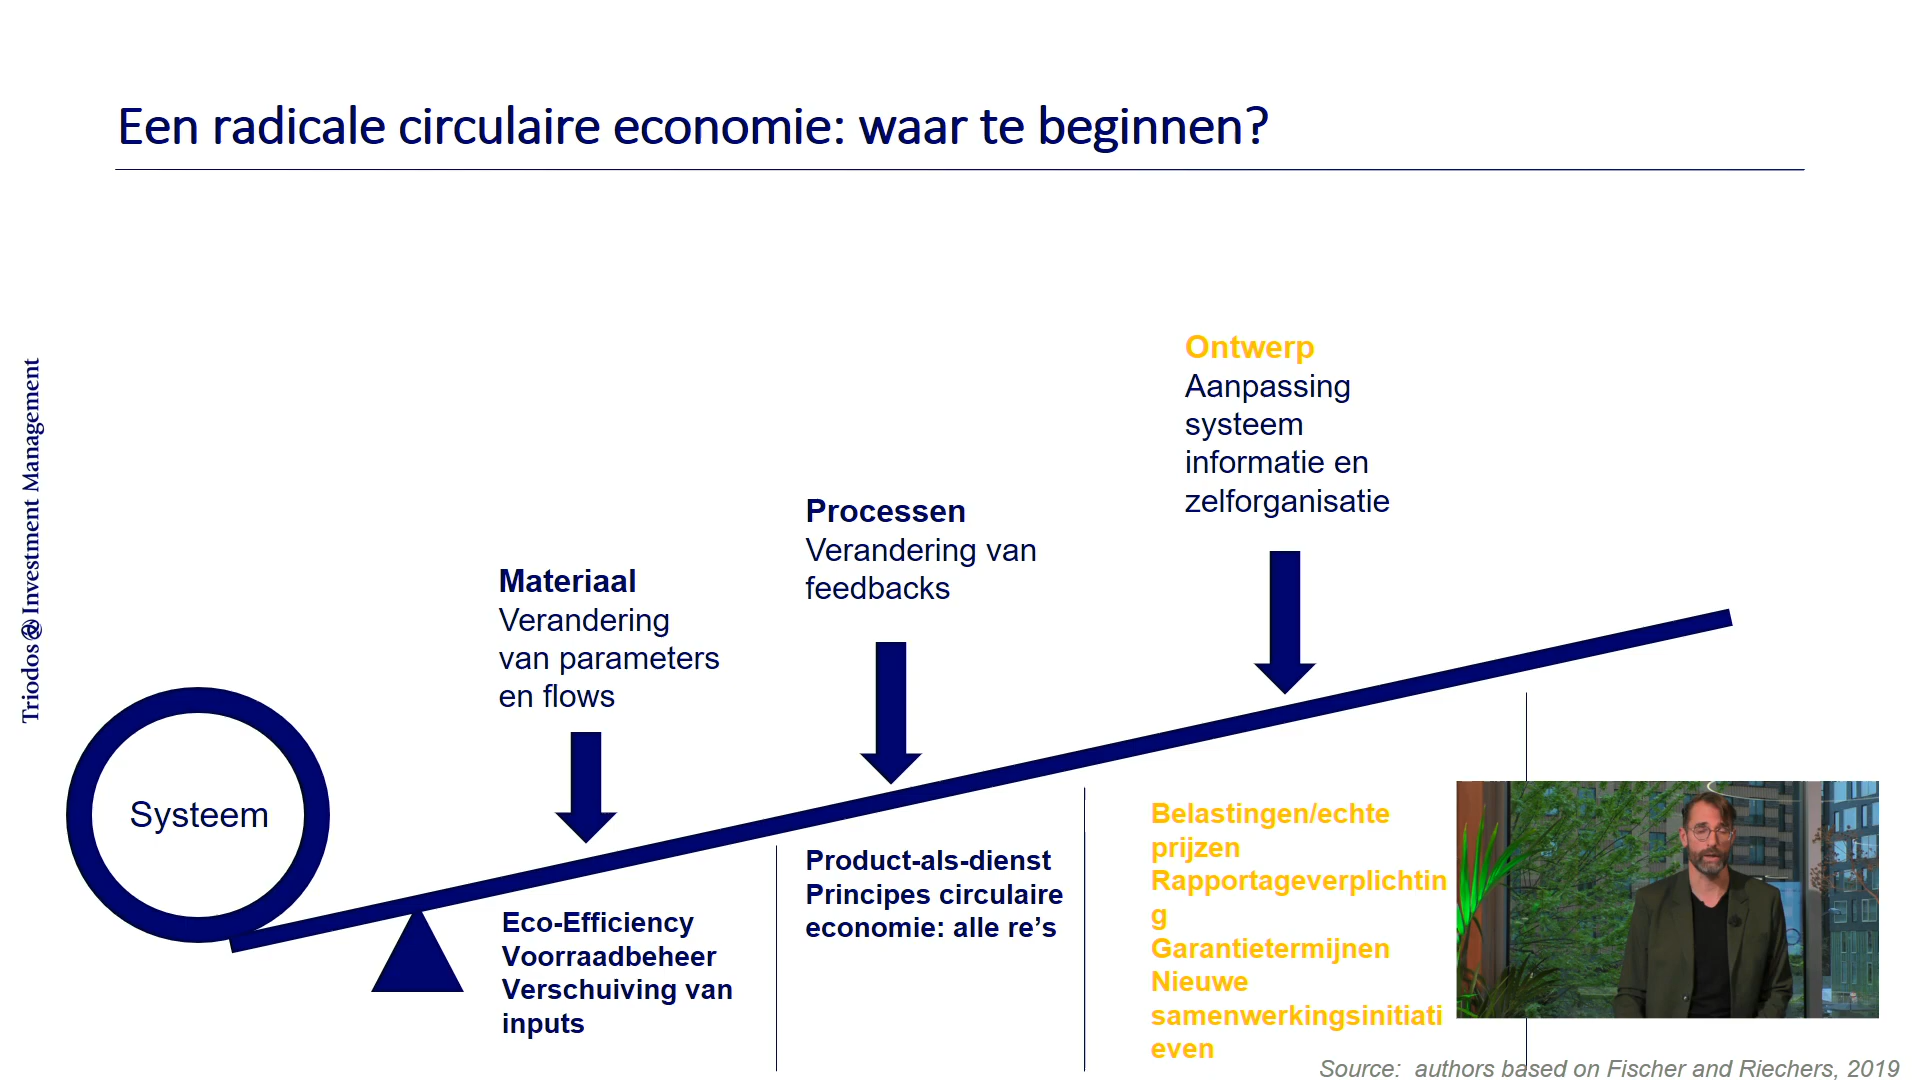 Een radicale circulaire economie: waar te beginnen?
Triodos Investment Management
Ontwerp
Aanpassing
systeem
informatie en
zelforganisatie
Processen
Verandering van
feedbacks
Materiaal
Verandering
van parameters
en flows
Systeem
Eco-Efficiency
Voorraadbeheer
Verschuiving van
inputs
Product-als-dienst
Principes circulaire
economie: alle re’s
Belastingen/echte
prijzen
Rapportageverplichtin
g
Garantietermijnen
Nieuwe
samenwerkingsinitiati
even
Source: authors based on Fischer and Riechers, 2019